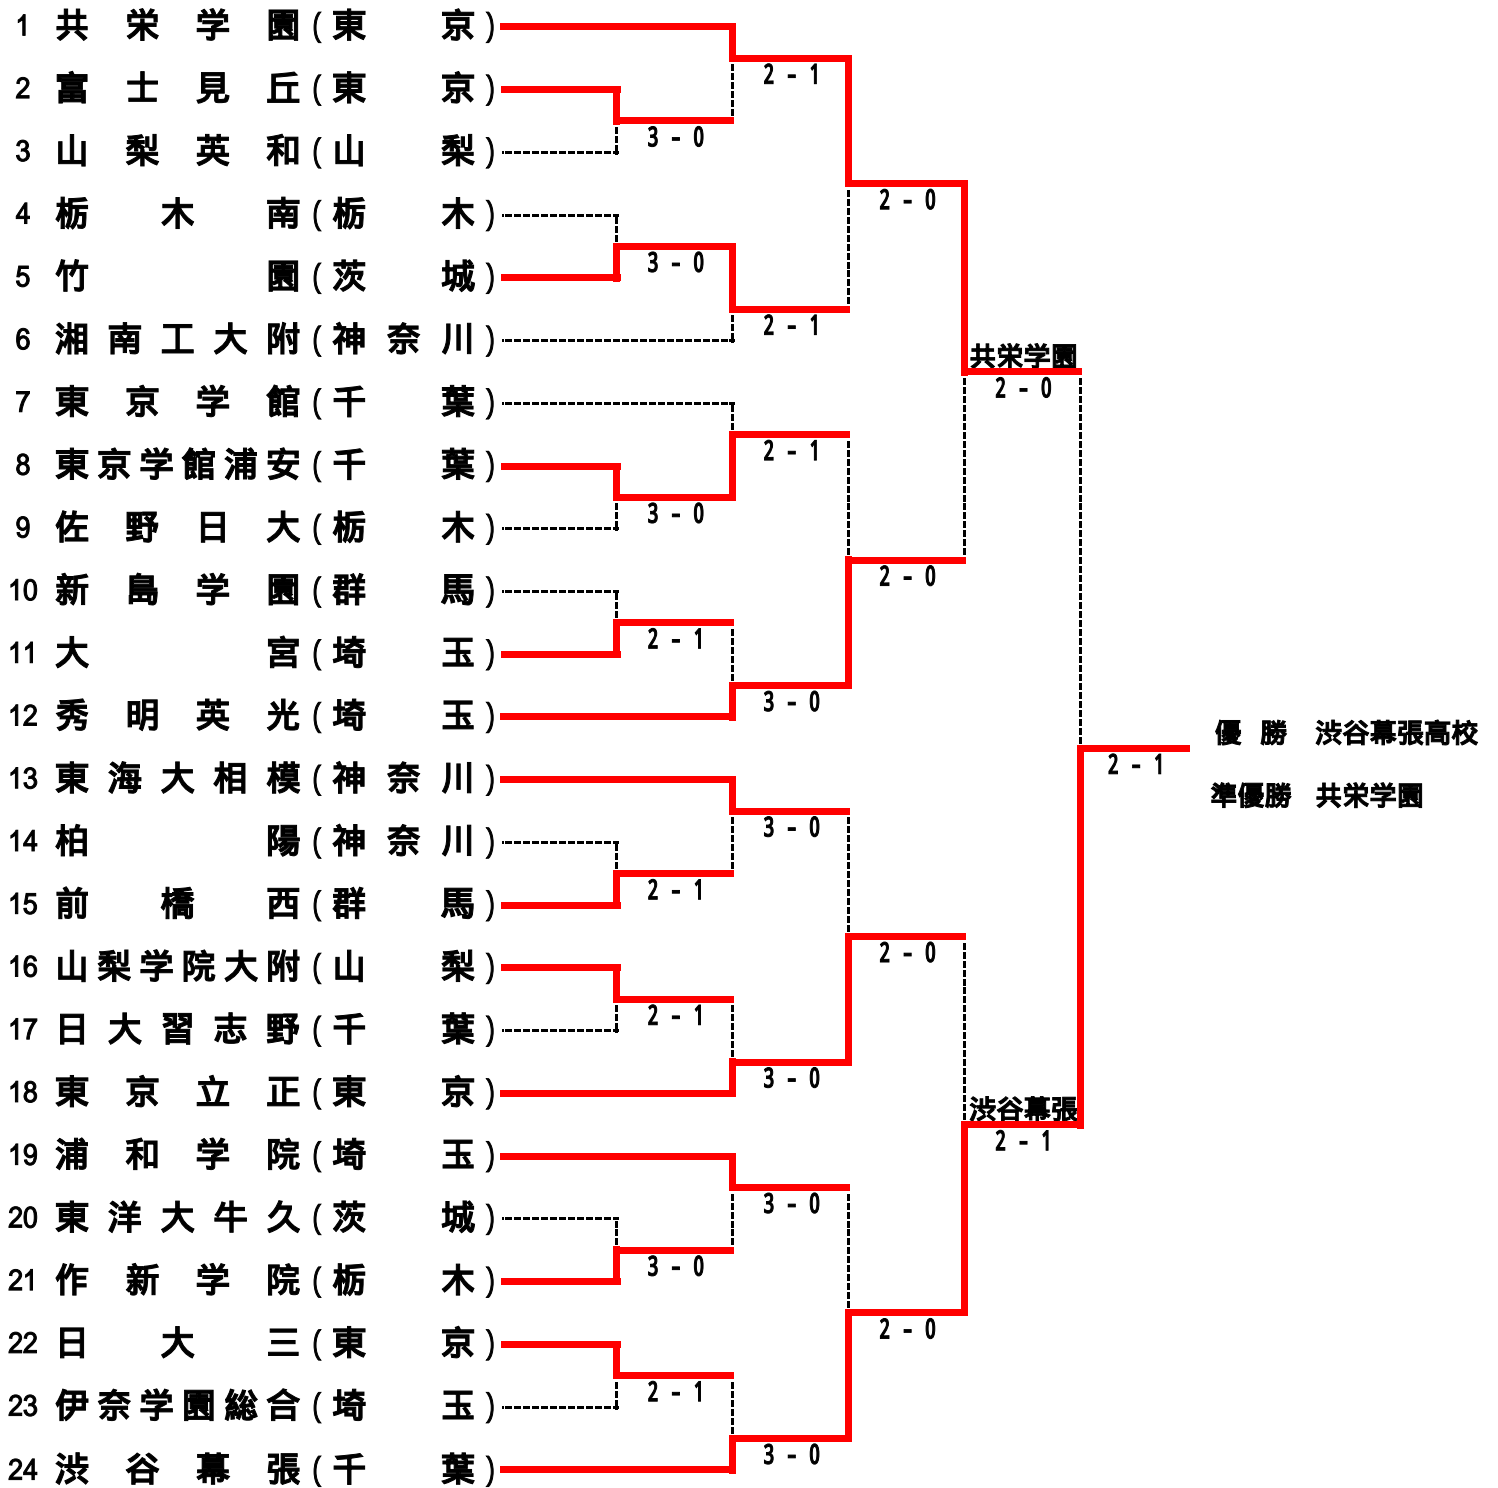 1 共栄学園(東京)
2 富士見丘(東京)
2 - 1
3 - 0
3 山梨英和(山梨)
2 - 0
4 栃木南(栃木)
3 - 0
5 竹園(茨城)
2 - 1
6 湘南工大附(神奈川)
共栄学園
2 - 0
7 東京学館(千葉)
2 - 1
8 東京学館浦安(千葉)
3 - 0
9 佐野日大(栃木)
2 - 0
10 新島学園(群馬)
2 - 1
11 大宮(埼玉)
3 - 0
12 秀明英光(埼玉)
優勝 渋谷幕張高校
2 - 1
13 東海大相模(神奈川)
準優勝 共栄学園
3 - 0
14 柏陽(神奈川)
2 - 1
15 前橋西(群馬)
2 - 0
16 山梨学院大附(山梨)
2 - 1
17 日大習志野(千葉)
3 - 0
18 東京立正(東京)
渋谷幕張
2 - 1
19 浦和学院(埼玉)
3 - 0
20 東洋大牛久(茨城)
3 - 0
21 作新学院(栃木)
2 - 0
22 日大三(東京)
2 - 1
23 伊奈学園総合(埼玉)
3 - 0
24 渋谷幕張(千葉)